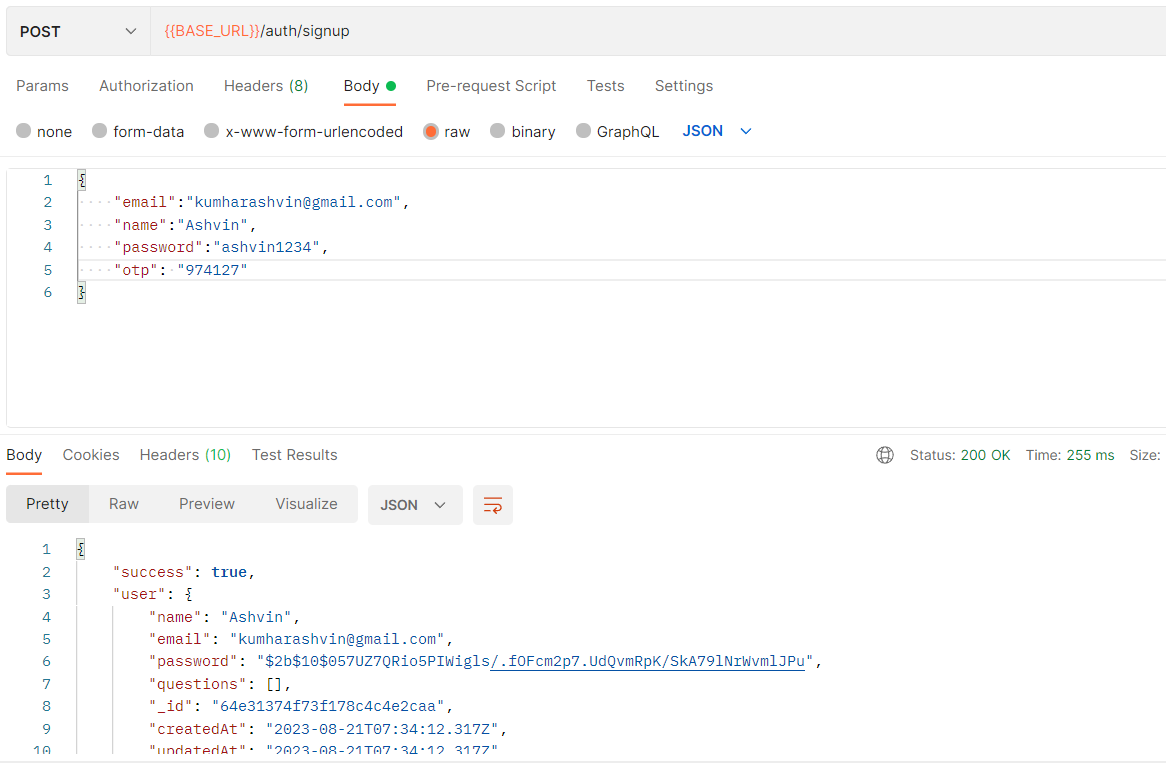 POST {{BASE_URL}}/auth/signup
Params Authorization Headers (8) Body Pre-request Script Tests Settings
none form-data x-www-form-urlencoded raw binary GraphQL JSON
1 {
2 "email":"kumharashvin@gmail.com",
3 "name":"Ashvin",
4 "password":"ashvin1234",
5 "otp": "974127"
6 }
Body Cookies Headers (10) Test Results Status: 200 OK Time: 255 ms Size:
Pretty Raw Preview Visualize JSON
1 {
2 "success": true,
3 "user": {
4 "name": "Ashvin",
5 "email": "kumharashvin@gmail.com",
6 "password": "$2b$10$057UZ7QRio5PIWigls/.fOFcm2p7.UdQvmRpK/SkA79lNrWvmlJPu",
7 "questions": [],
8 "_id": "64e31374f73f178c4c4e2caa",
9 "createdAt": "2023-08-21T07:34:12.317Z",
10 "updatedAt": "2023-08-21T07:34:12.317Z"